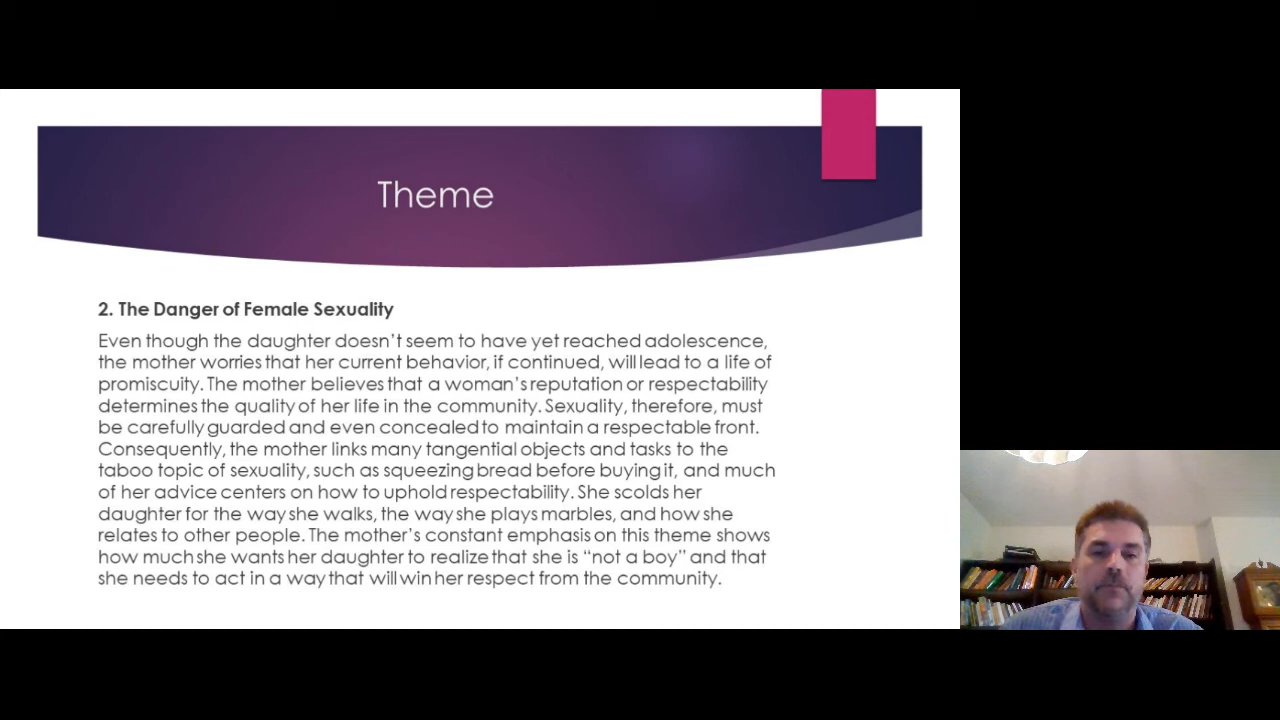 Theme
2. The Danger of Female Sexuality
Even though the daughter doesn't seem to have yet reached adolescence,
the mother worries that her current behavior, if continued, will lead to a life of
promiscuity. The mother believes that a woman's reputation or respectability
determines the quality of her life in the community. Sexuality, therefore, must
be carefully guarded and even concealed to maintain a respectable front.
Consequently, the mother links many tangential objects and tasks to the
taboo topic of sexuality, such as squeezing bread before buying it, and much
of her advice centers on how to uphold respectability. She scolds her
daughter for the way she walks, the way she plays marbles, and how she
relates to other people. The mother's constant emphasis on this theme shows
how much she wants her daughter to realize that she is “not a boy” and that
she needs to act in a way that will win her respect from the community.